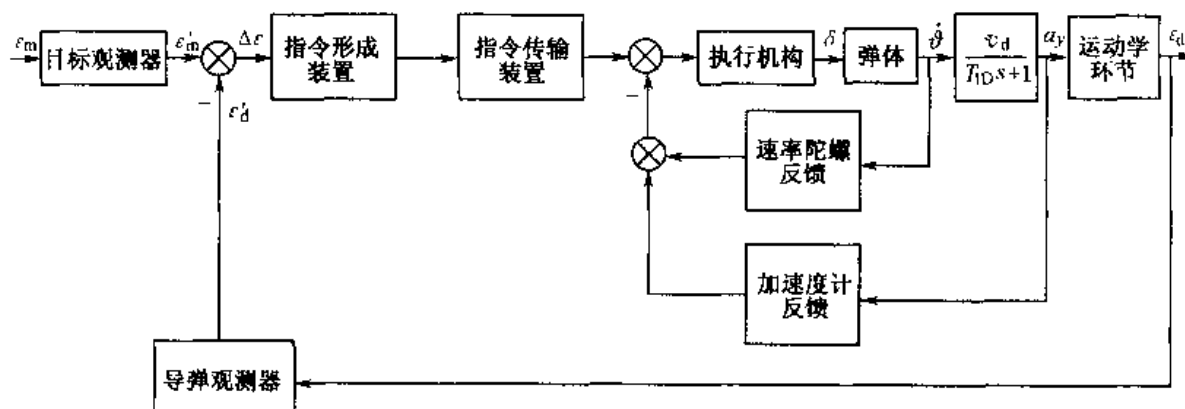 εm
目标观测器
ε′m
Δε
指令形成
装置
指令传输
装置
执行机构
δ
弹体
ϑ̇
vd
T1Ds+1
ay
运动学
环节
εd
−
ε′d
−
速率陀螺
反馈
加速度计
反馈
导弹观测器